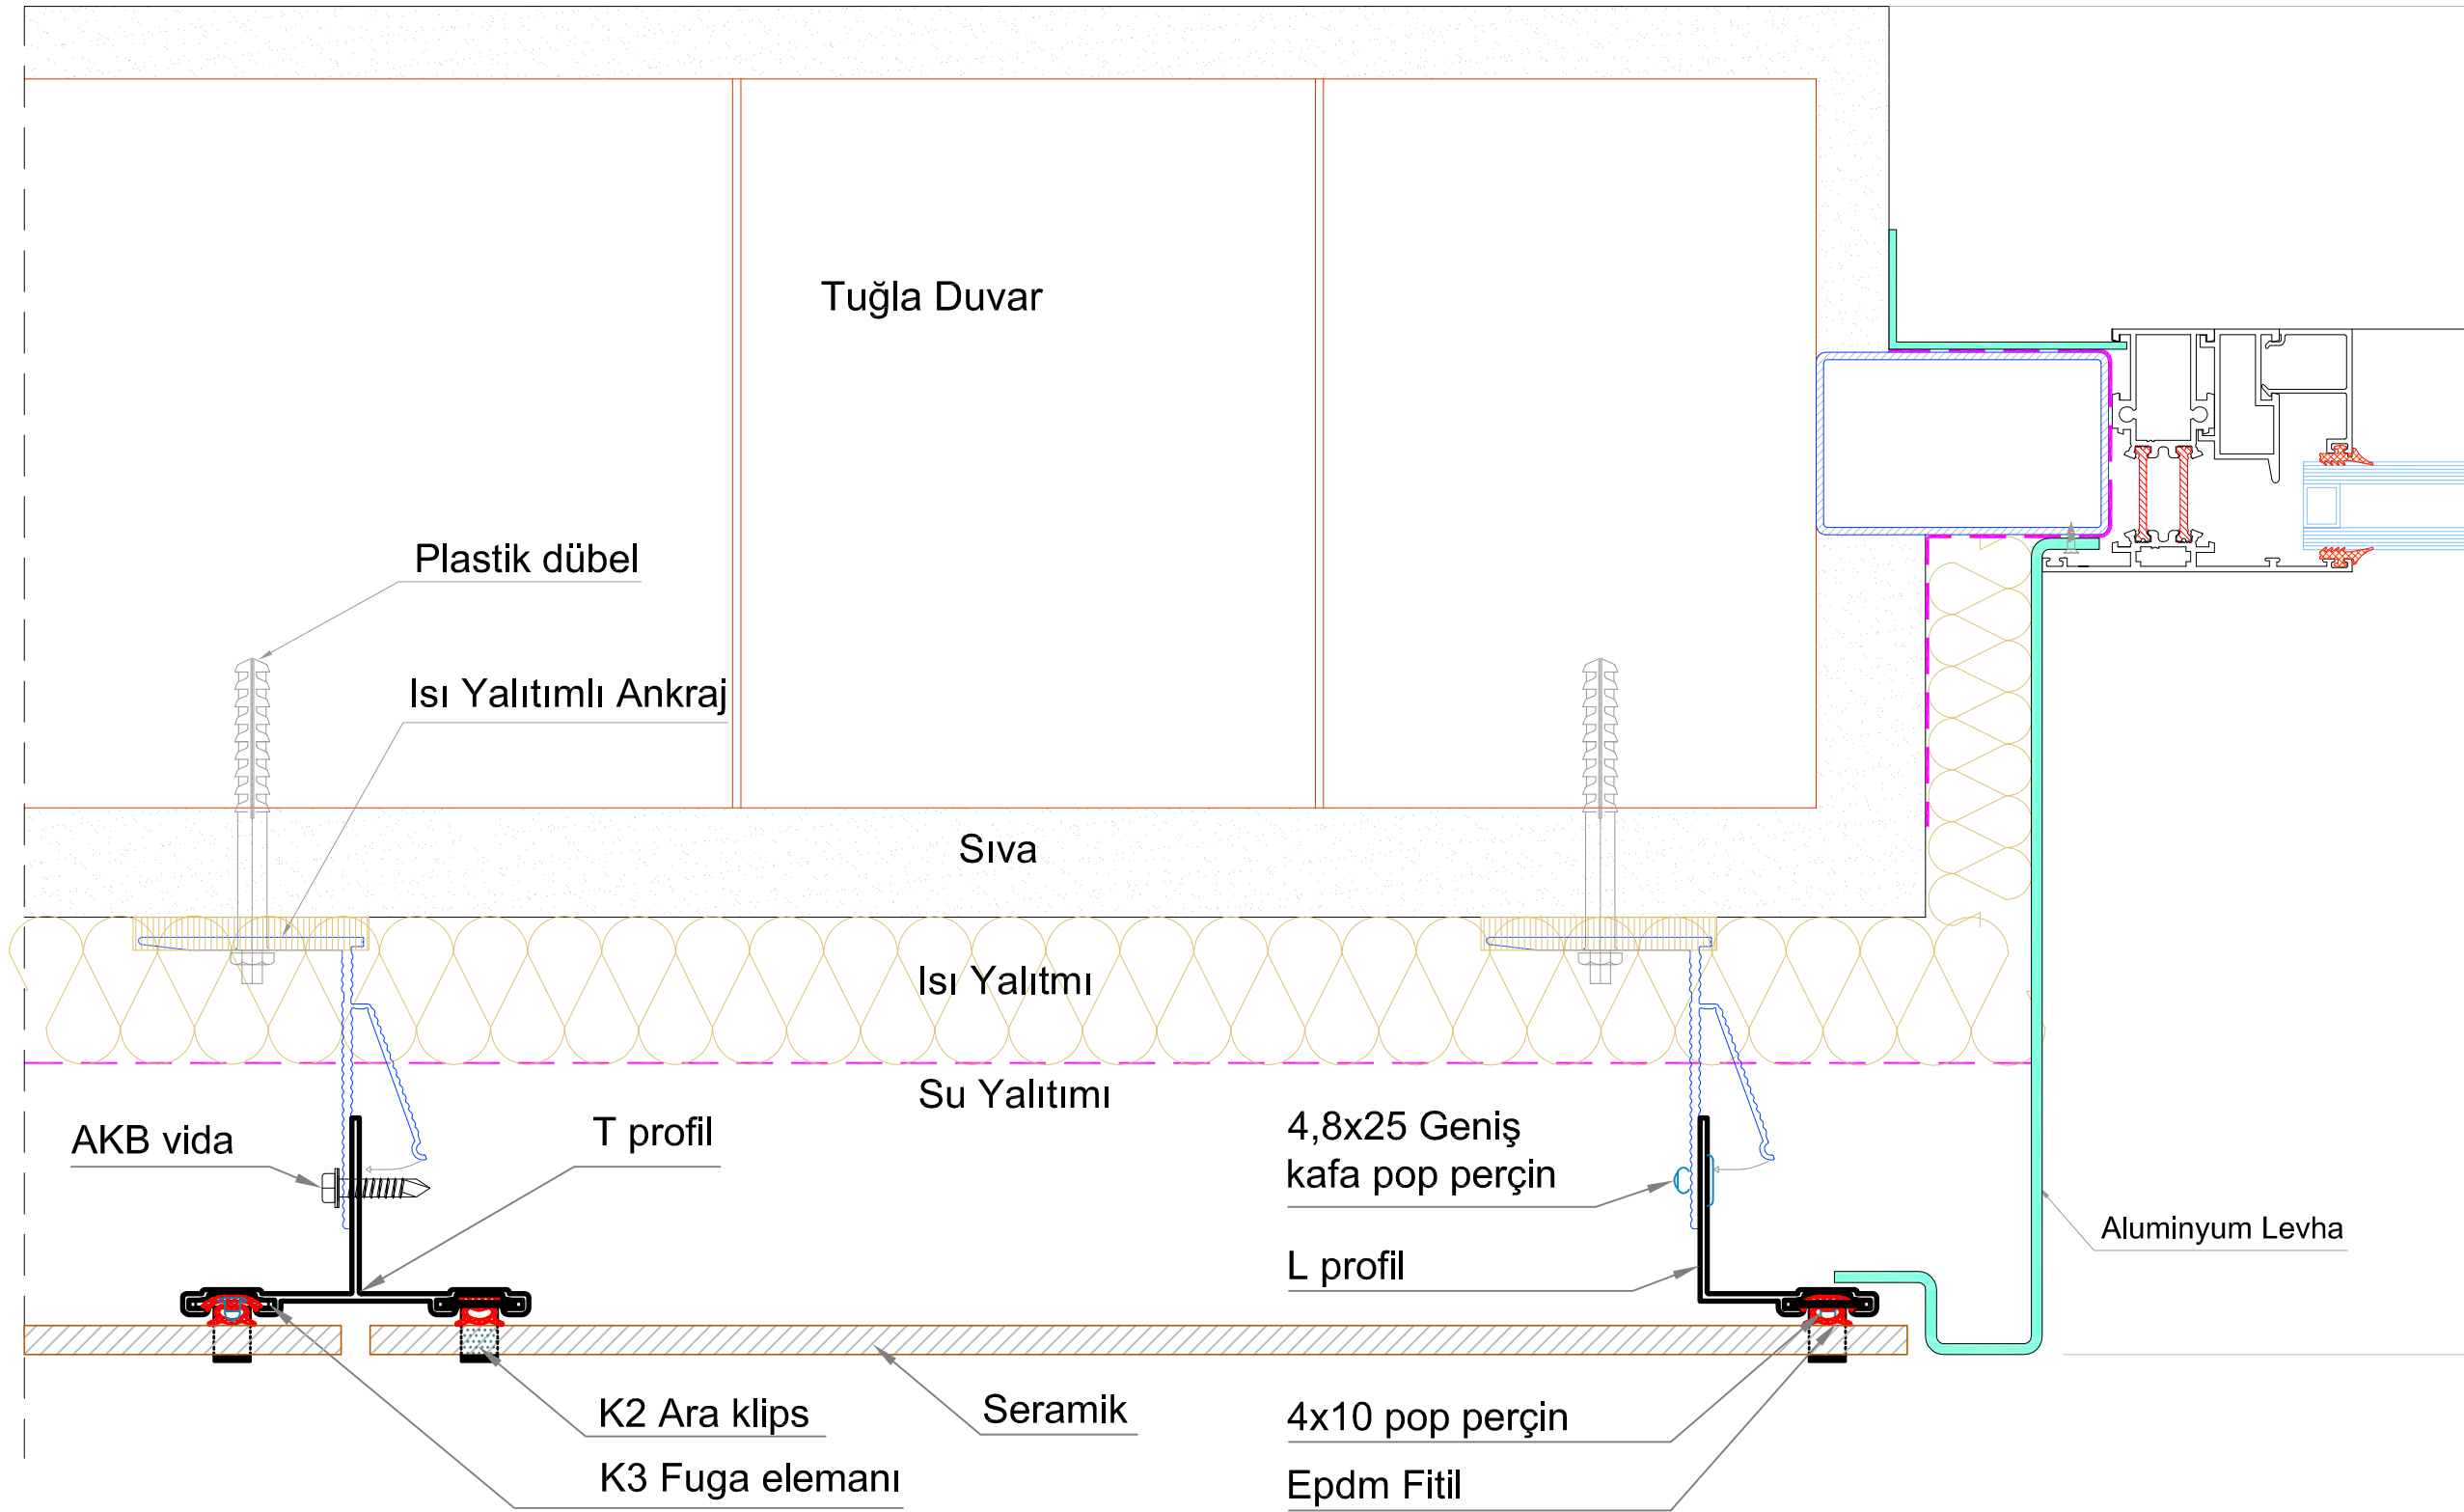 Tuğla Duvar
Plastik dübel
Isı Yalıtımlı Ankraj
Sıva
Isı Yalıtmı
Su Yalıtımı
AKB vida
T profil
4,8x25 Geniş
kafa pop perçin
L profil
Aluminyum Levha
K2 Ara klips
K3 Fuga elemanı
Seramik
4x10 pop perçin
Epdm Fitil